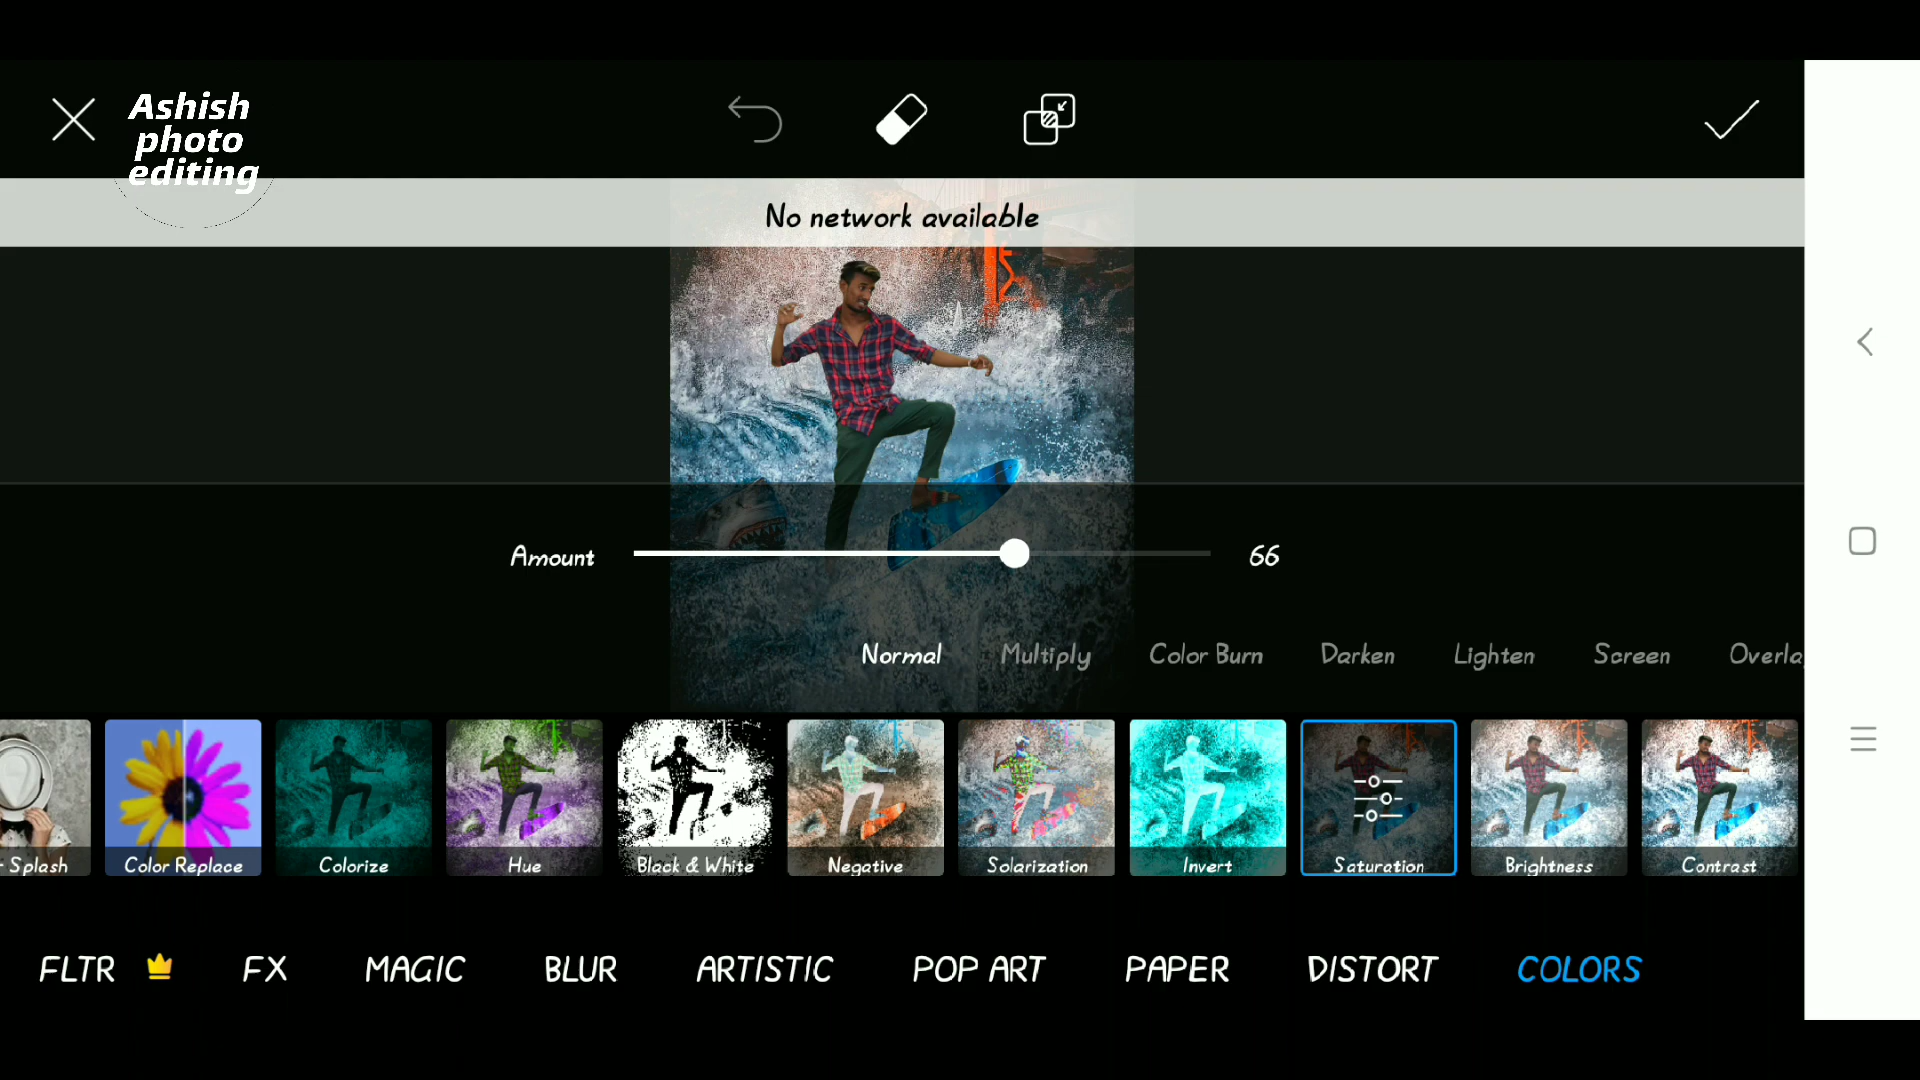 Ashish
photo
editing
No network available
Amount 66
Normal Multiply Color Burn Darken Lighten Screen Overla
Splash Color Replace Colorize Hue Black & White Negative Solarization Invert Saturation Brightness Contrast
FLTR FX MAGIC BLUR ARTISTIC POP ART PAPER DISTORT COLORS